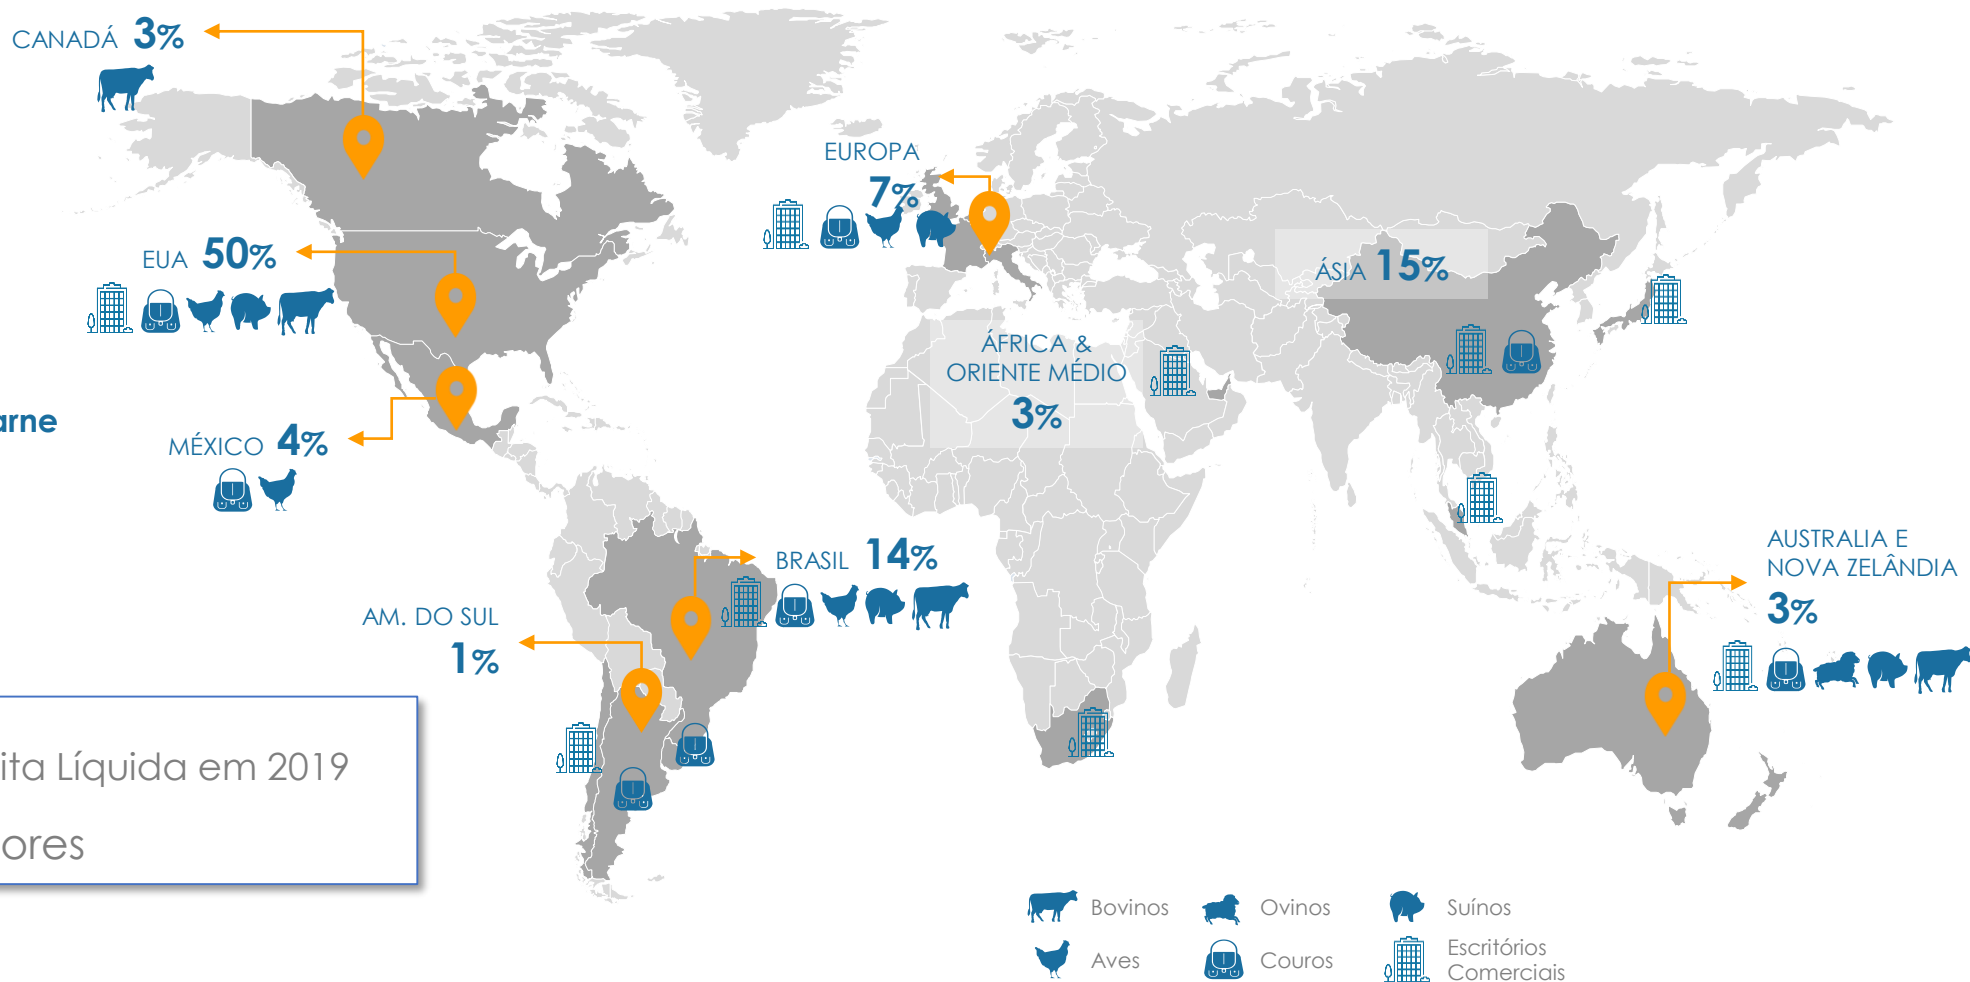 CANADÁ 3%
EUROPA
7%
EUA 50%
ÁSIA 15%
ÁFRICA &
ORIENTE MÉDIO
3%
arne
MÉXICO 4%
BRASIL 14%
AUSTRALIA E
NOVA ZELÂNDIA
3%
AM. DO SUL
1%
ita Líquida em 2019
ores
Bovinos
Ovinos
Suínos
Aves
Couros
Escritórios
Comerciais